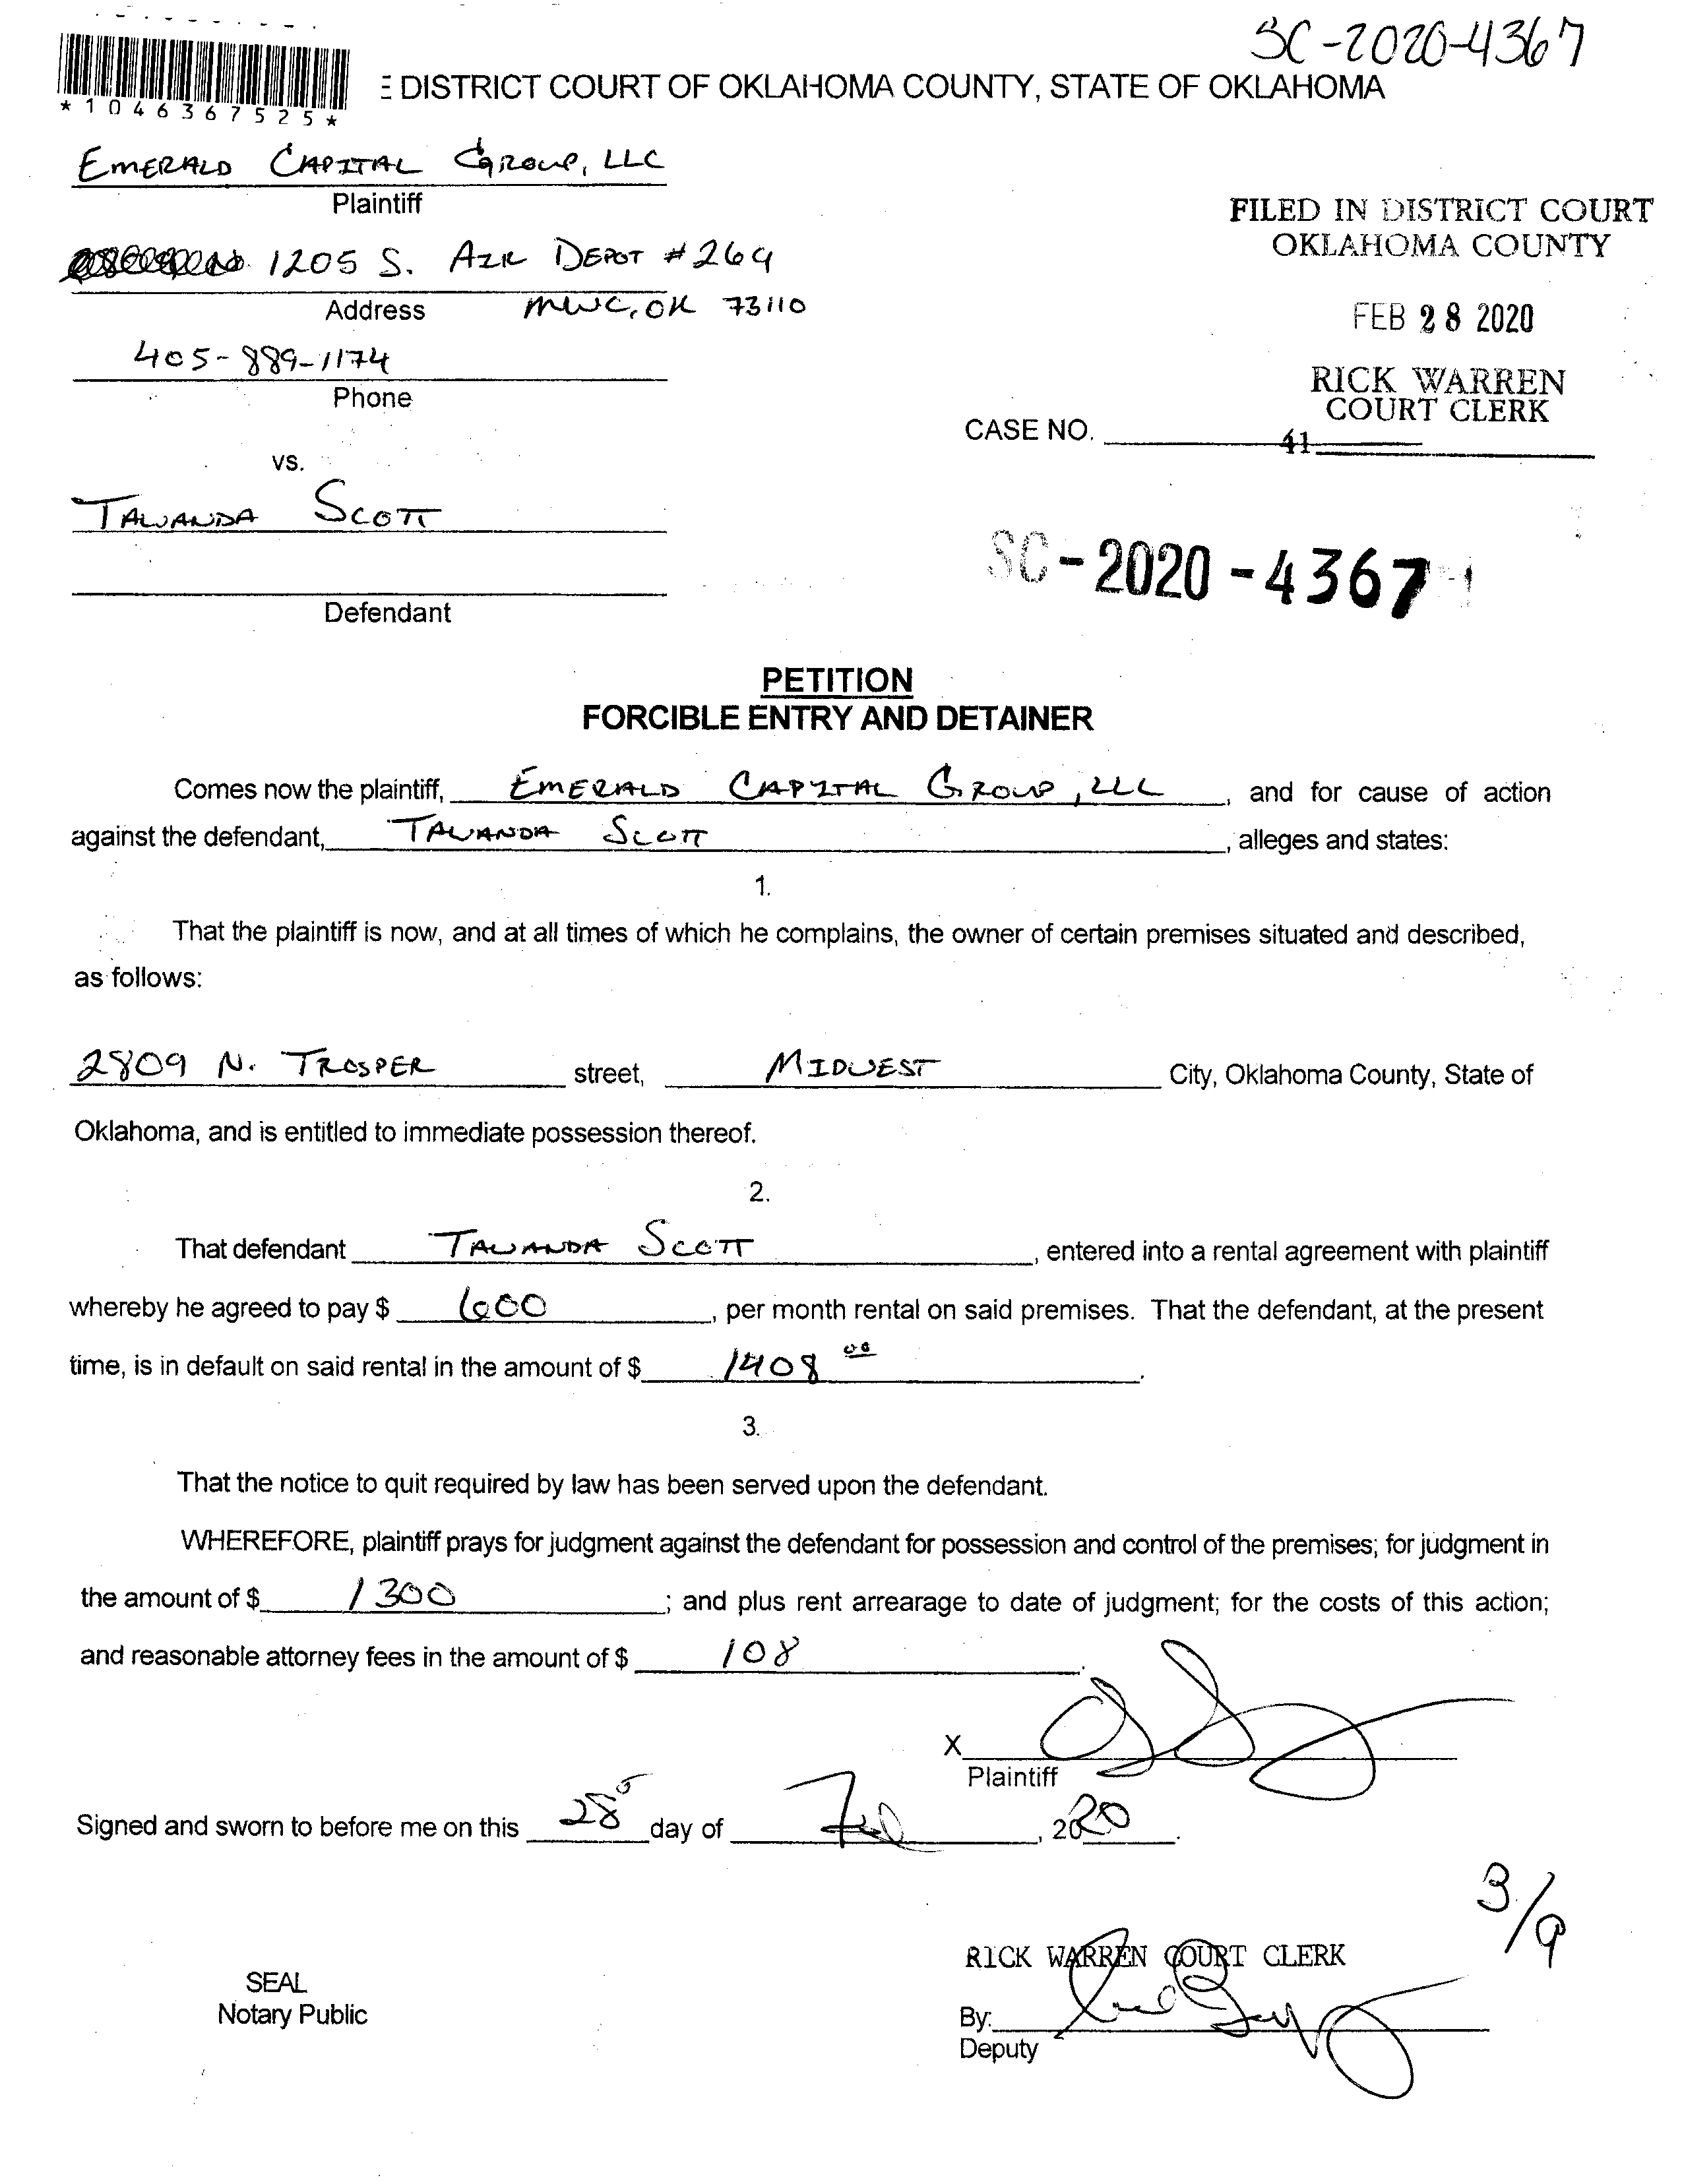 SC-2020-4367
DISTRICT COURT OF OKLAHOMA COUNTY, STATE OF OKLAHOMA
*1046367525*
EMERALD CAPITAL GROUP, LLC
Plaintiff
FILED IN DISTRICT COURT
OKLAHOMA COUNTY
1205 S. AIR DEPOT #269
Address MWC, OK 73110
FEB 28 2020
405-889-1174
Phone
RICK WARREN
COURT CLERK
CASE NO.
41
vs.
TAWANDA SCOTT
SC-2020-4367
Defendant
PETITION
FORCIBLE ENTRY AND DETAINER
Comes now the plaintiff, EMERALD CAPITAL GROUP, LLC, and for cause of action
against the defendant, TAWANDA SCOTT, alleges and states:
1.
That the plaintiff is now, and at all times of which he complains, the owner of certain premises situated and described,
as follows:
2809 N. TROSPER street, MIDWEST City, Oklahoma County, State of
Oklahoma, and is entitled to immediate possession thereof.
2.
That defendant TAWANDA SCOTT, entered into a rental agreement with plaintiff
whereby he agreed to pay $ 600, per month rental on said premises. That the defendant, at the present
time, is in default on said rental in the amount of $ 1408 00.
3.
That the notice to quit required by law has been served upon the defendant.
WHEREFORE, plaintiff prays for judgment against the defendant for possession and control of the premises; for judgment in
the amount of $ 1300; and plus rent arrearage to date of judgment; for the costs of this action;
and reasonable attorney fees in the amount of $ 108.
X
Plaintiff
Signed and sworn to before me on this 28 day of Feb, 2020.
3/9
RICK WARREN COURT CLERK
SEAL
Notary Public
By:
Deputy